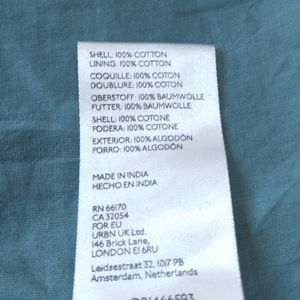 SHELL: 100% COTTON
LINING: 100% COTTON
COQUILLE: 100% COTON
DOUBLURE: 100% COTON
OBERSTOFF: 100% BAUMWOLLE
FUTTER: 100% BAUMWOLLE
SHELL: 100% COTONE
FODERA: 100% COTONE
EXTERIOR: 100% ALGODÓN
FORRO: 100% ALGODÓN
MADE IN INDIA
HECHO EN INDIA
RN 66170
CA 32054
FOR EU
URBN UK Ltd.
146 Brick Lane,
LONDON E1 6RU
Leidsestraat 32, 1017 PB
Amsterdam, Netherlands